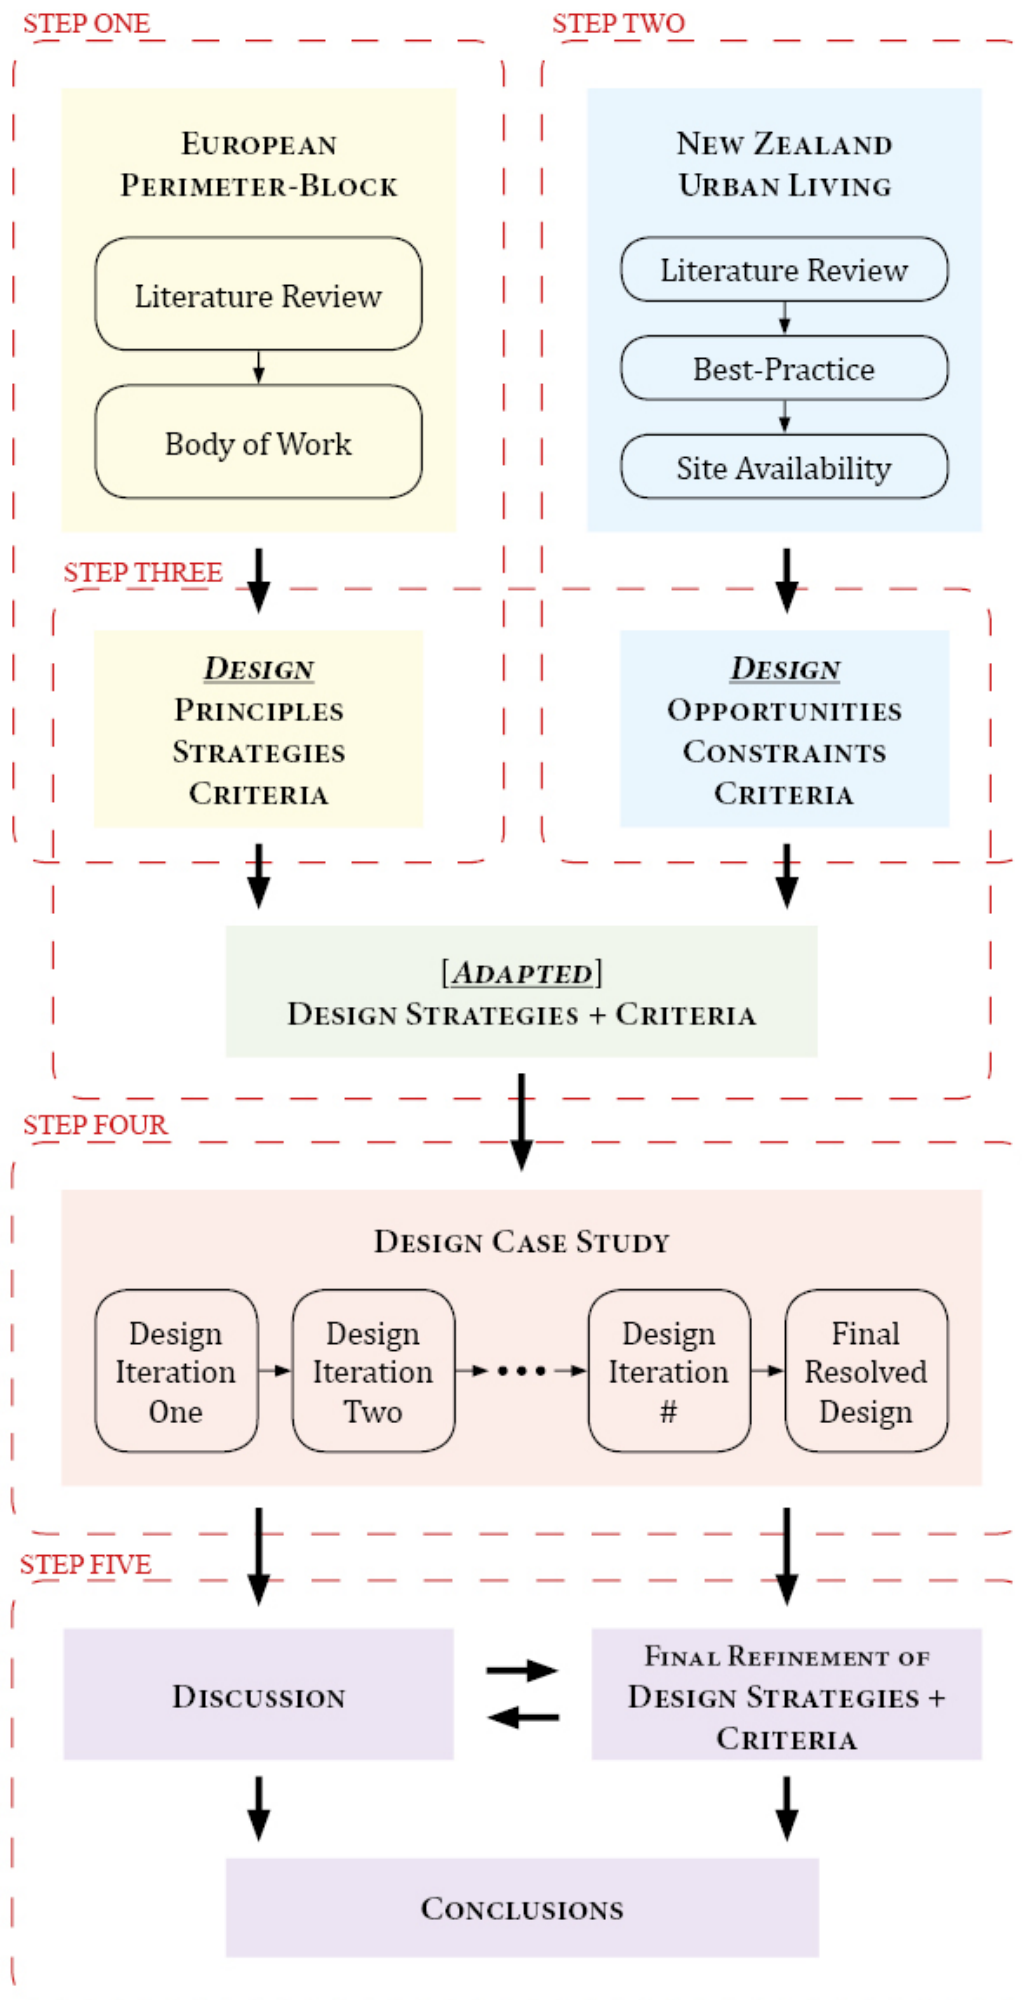 STEP ONE
STEP TWO
EUROPEAN
PERIMETER-BLOCK
Literature Review
Body of Work
NEW ZEALAND
URBAN LIVING
Literature Review
Best-Practice
Site Availability
STEP THREE
DESIGN
PRINCIPLES
STRATEGIES
CRITERIA
DESIGN
OPPORTUNITIES
CONSTRAINTS
CRITERIA
[ADAPTED]
DESIGN STRATEGIES + CRITERIA
STEP FOUR
DESIGN CASE STUDY
Design
Iteration
One
Design
Iteration
Two
•••
Design
Iteration
#
Final
Resolved
Design
STEP FIVE
DISCUSSION
FINAL REFINEMENT OF
DESIGN STRATEGIES +
CRITERIA
CONCLUSIONS